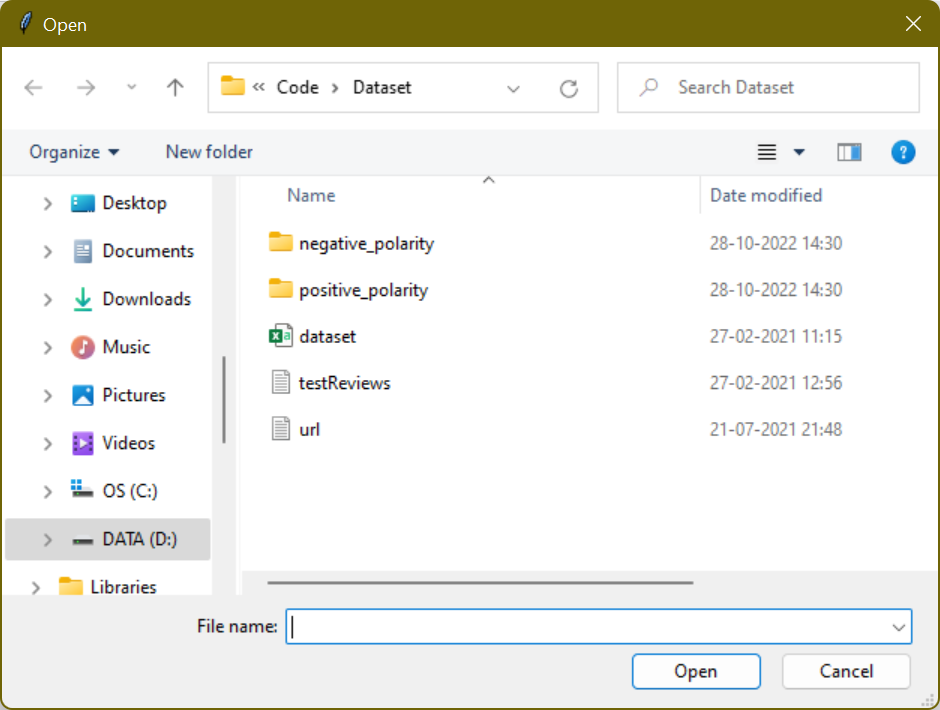 Open
« Code > Dataset
Search Dataset
Organize
New folder
?
Name
Date modified
Desktop
Documents
Downloads
Music
Pictures
Videos
OS (C:)
DATA (D:)
Libraries
negative_polarity 28-10-2022 14:30
positive_polarity 28-10-2022 14:30
dataset 27-02-2021 11:15
testReviews 27-02-2021 12:56
url 21-07-2021 21:48
File name:
Open
Cancel